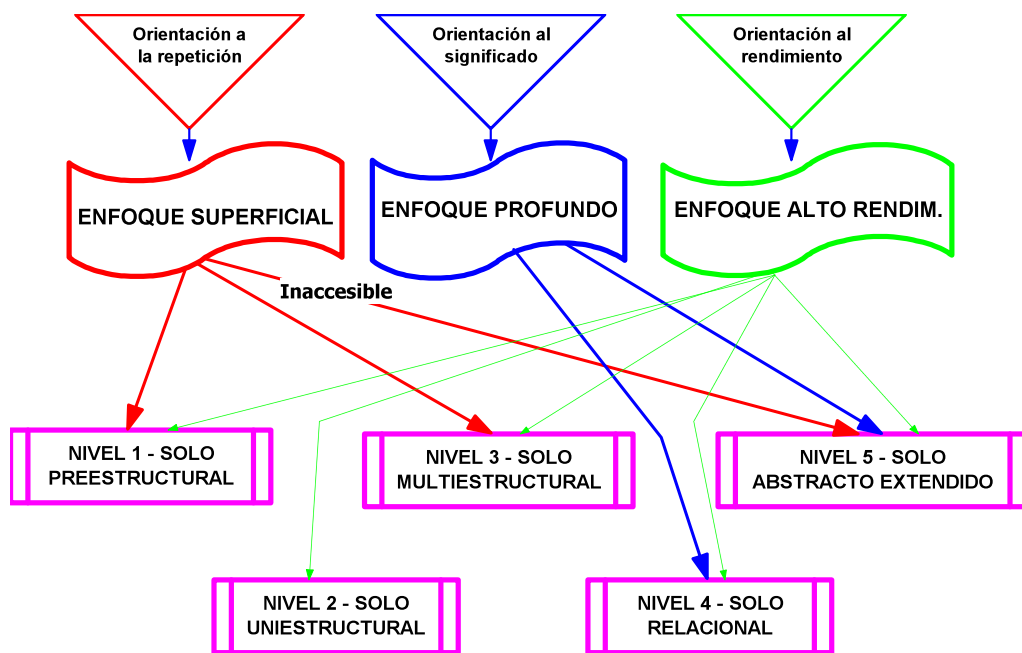 Orientación a
la repetición
Orientación al
significado
Orientación al
rendimiento
ENFOQUE SUPERFICIAL
ENFOQUE PROFUNDO
ENFOQUE ALTO RENDIM.
Inaccesible
NIVEL 1 - SOLO
PREESTRUCTURAL
NIVEL 3 - SOLO
MULTIESTRUCTURAL
NIVEL 5 - SOLO
ABSTRACTO EXTENDIDO
NIVEL 2 - SOLO
UNIESTRUCTURAL
NIVEL 4 - SOLO
RELACIONAL